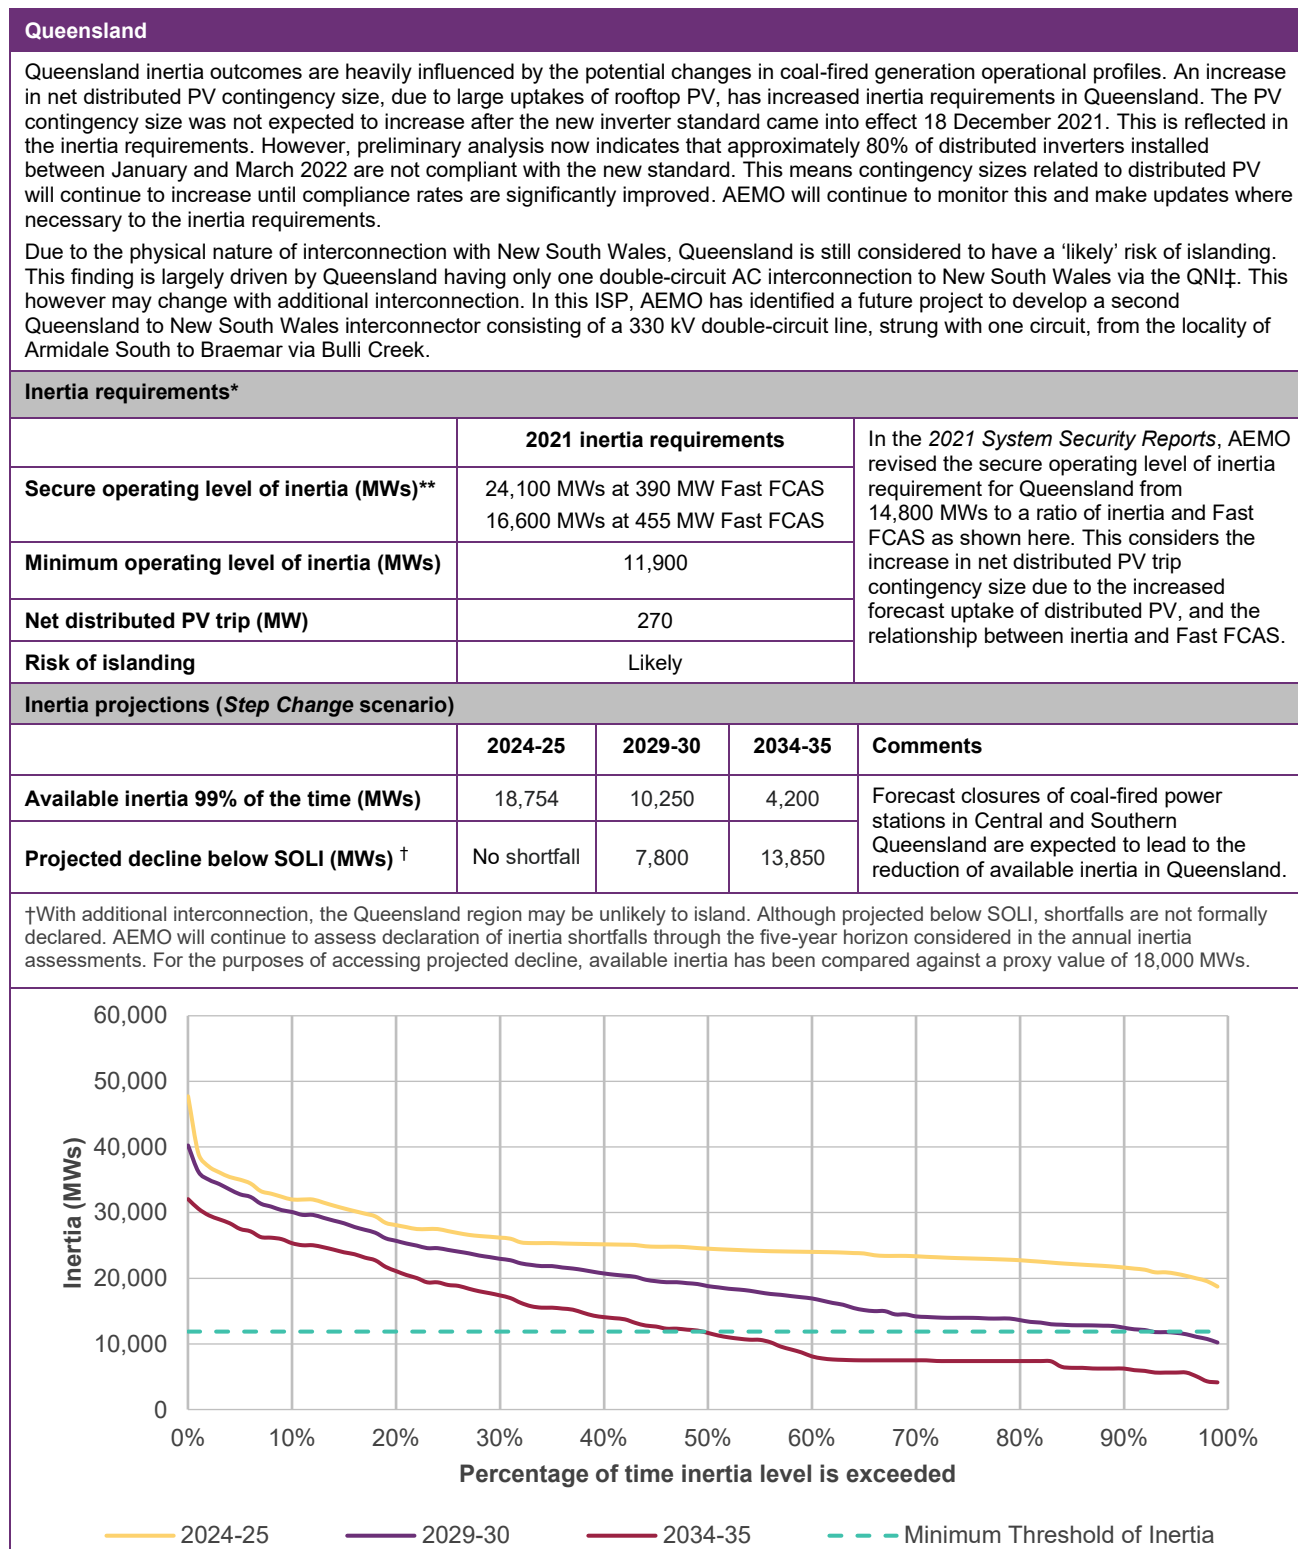 Queensland
Queensland inertia outcomes are heavily influenced by the potential changes in coal-fired generation operational profiles. An increase
in net distributed PV contingency size, due to large uptakes of rooftop PV, has increased inertia requirements in Queensland. The PV
contingency size was not expected to increase after the new inverter standard came into effect 18 December 2021. This is reflected in
the inertia requirements. However, preliminary analysis now indicates that approximately 80% of distributed inverters installed
between January and March 2022 are not compliant with the new standard. This means contingency sizes related to distributed PV
will continue to increase until compliance rates are significantly improved. AEMO will continue to monitor this and make updates where
necessary to the inertia requirements.
Due to the physical nature of interconnection with New South Wales, Queensland is still considered to have a ‘likely’ risk of islanding.
This finding is largely driven by Queensland having only one double-circuit AC interconnection to New South Wales via the QNI‡. This
however may change with additional interconnection. In this ISP, AEMO has identified a future project to develop a second
Queensland to New South Wales interconnector consisting of a 330 kV double-circuit line, strung with one circuit, from the locality of
Armidale South to Braemar via Bulli Creek.
Inertia requirements*
2021 inertia requirements
Secure operating level of inertia (MWs)**
24,100 MWs at 390 MW Fast FCAS
16,600 MWs at 455 MW Fast FCAS
Minimum operating level of inertia (MWs)
11,900
Net distributed PV trip (MW)
270
Risk of islanding
Likely
In the 2021 System Security Reports, AEMO
revised the secure operating level of inertia
requirement for Queensland from
14,800 MWs to a ratio of inertia and Fast
FCAS as shown here. This considers the
increase in net distributed PV trip
contingency size due to the increased
forecast uptake of distributed PV, and the
relationship between inertia and Fast FCAS.
Inertia projections (Step Change scenario)
2024-25 2029-30 2034-35 Comments
Available inertia 99% of the time (MWs) 18,754 10,250 4,200
Projected decline below SOLI (MWs) † No shortfall 7,800 13,850
Forecast closures of coal-fired power
stations in Central and Southern
Queensland are expected to lead to the
reduction of available inertia in Queensland.
†With additional interconnection, the Queensland region may be unlikely to island. Although projected below SOLI, shortfalls are not formally
declared. AEMO will continue to assess declaration of inertia shortfalls through the five-year horizon considered in the annual inertia
assessments. For the purposes of accessing projected decline, available inertia has been compared against a proxy value of 18,000 MWs.
Inertia (MWs)
60,000
50,000
40,000
30,000
20,000
10,000
0
0% 10% 20% 30% 40% 50% 60% 70% 80% 90% 100%
Percentage of time inertia level is exceeded
2024-25 2029-30 2034-35 Minimum Threshold of Inertia